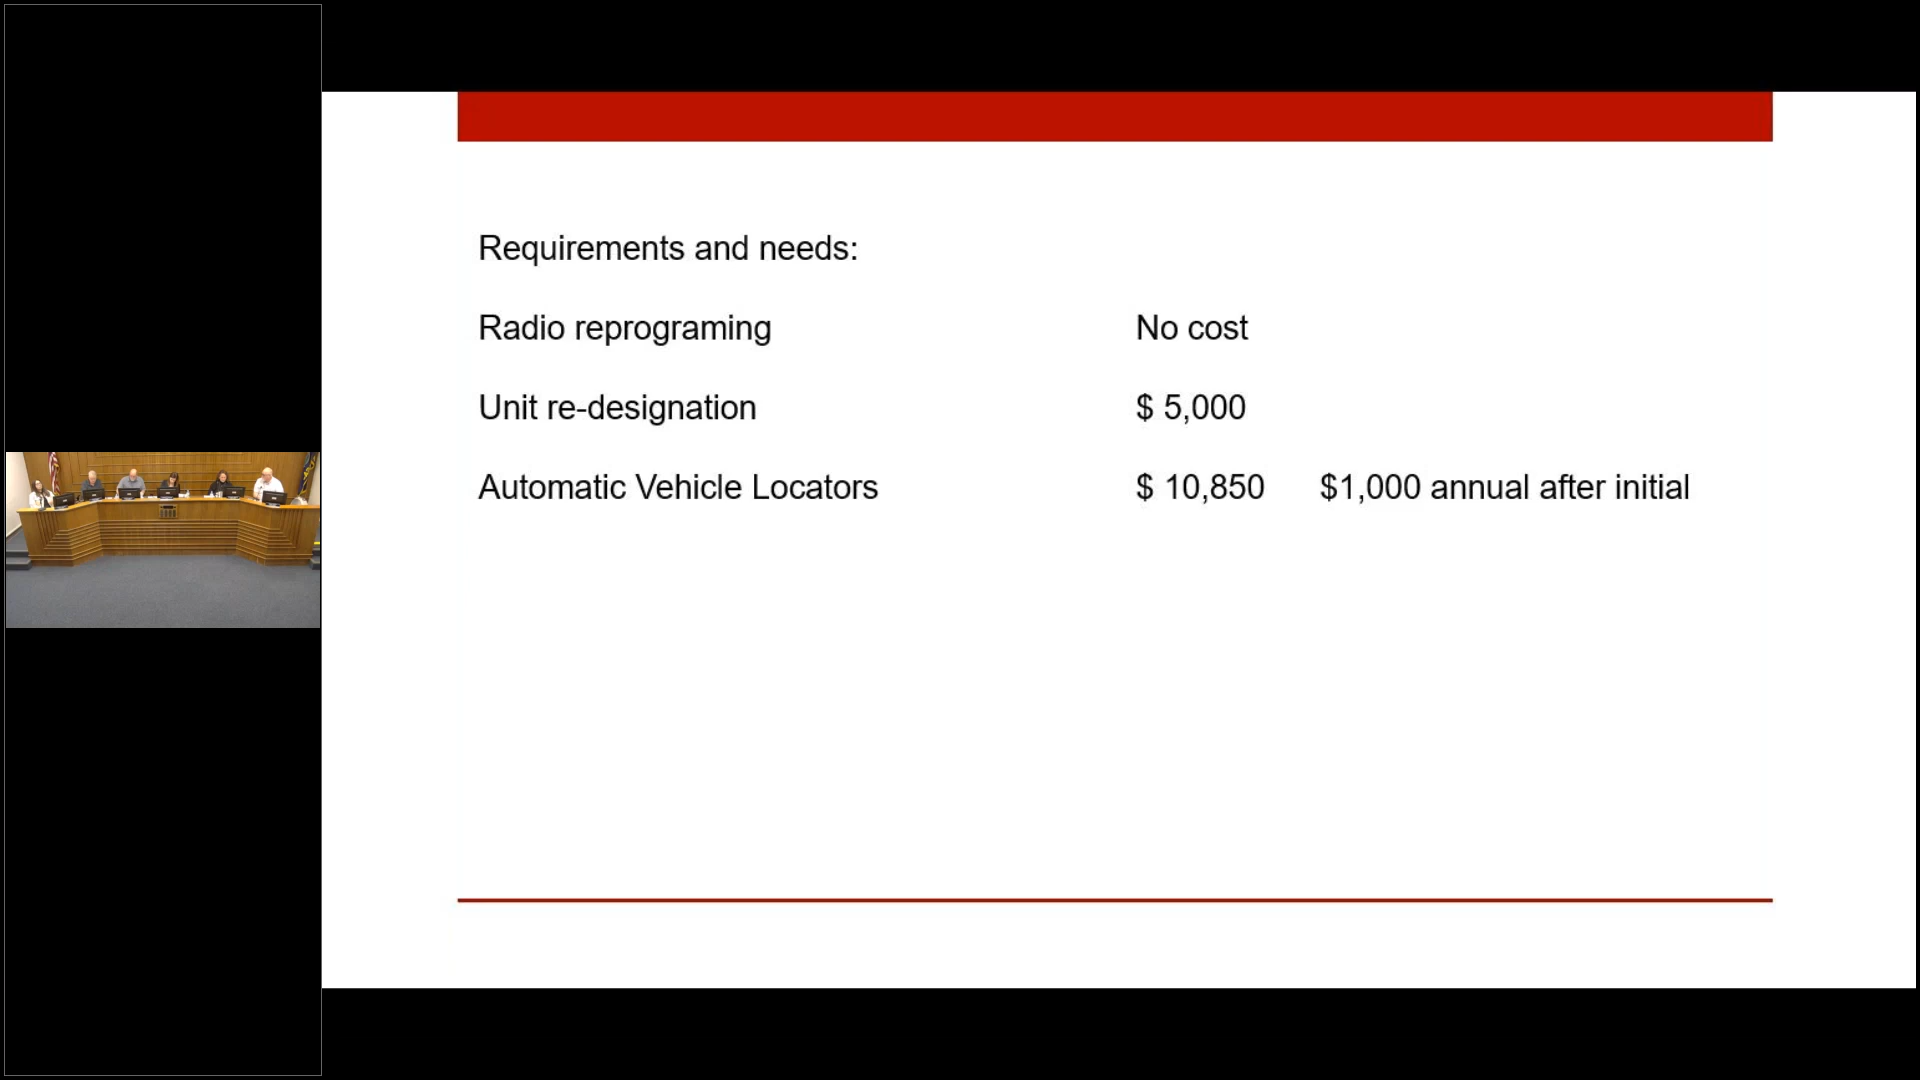 Requirements and needs:
Radio reprograming No cost
Unit re-designation $ 5,000
Automatic Vehicle Locators $ 10,850 $1,000 annual after initial